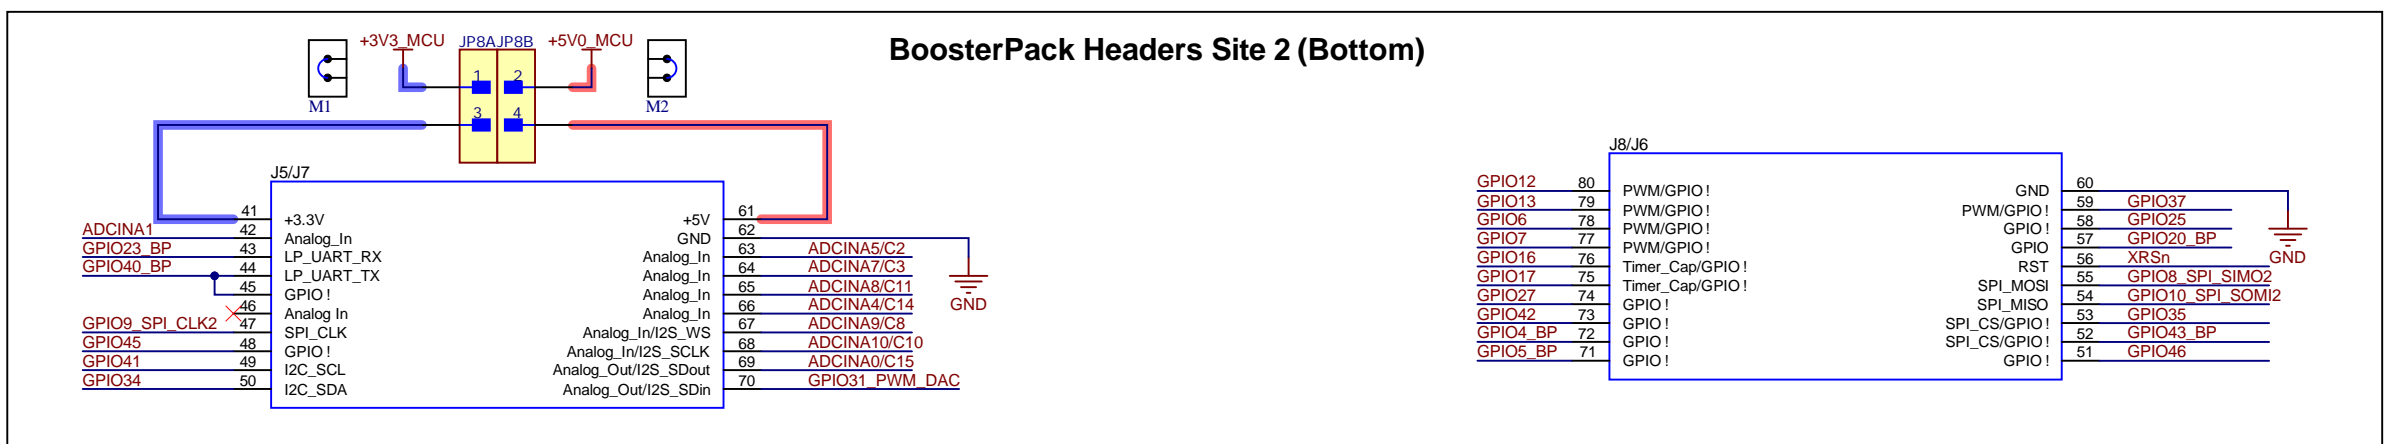 BoosterPack Headers Site 2 (Bottom)
+3V3_MCU
JP8A
JP8B
+5V0_MCU
1
2
3
4
M1
M2
J5/J7
ADCINA1
GPIO23_BP
GPIO40_BP
GPIO9_SPI_CLK2
GPIO45
GPIO41
GPIO34
41 +3.3V
42 Analog_In
43 LP_UART_RX
44 LP_UART_TX
45 GPIO !
46 Analog In
47 SPI_CLK
48 GPIO !
49 I2C_SCL
50 I2C_SDA
+5V 61
GND 62
Analog_In 63 ADCINA5/C2
Analog_In 64 ADCINA7/C3
Analog_In 65 ADCINA8/C11
Analog_In 66 ADCINA4/C14
Analog_In/I2S_WS 67 ADCINA9/C8
Analog_In/I2S_SCLK 68 ADCINA10/C10
Analog_Out/I2S_SDout 69 ADCINA0/C15
Analog_Out/I2S_SDin 70 GPIO31_PWM_DAC
GND
J8/J6
GPIO12 80 PWM/GPIO !
GPIO13 79 PWM/GPIO !
GPIO6 78 PWM/GPIO !
GPIO7 77 PWM/GPIO !
GPIO16 76 Timer_Cap/GPIO !
GPIO17 75 Timer_Cap/GPIO !
GPIO27 74 GPIO !
GPIO42 73 GPIO !
GPIO4_BP 72 GPIO !
GPIO5_BP 71 GPIO !
GND 60
PWM/GPIO ! 59 GPIO37
GPIO ! 58 GPIO25
GPIO 57 GPIO20_BP
RST 56 XRSn
SPI_MOSI 55 GPIO8_SPI_SIMO2
SPI_MISO 54 GPIO10_SPI_SOMI2
SPI_CS/GPIO ! 53 GPIO35
SPI_CS/GPIO ! 52 GPIO43_BP
GPIO ! 51 GPIO46
GND